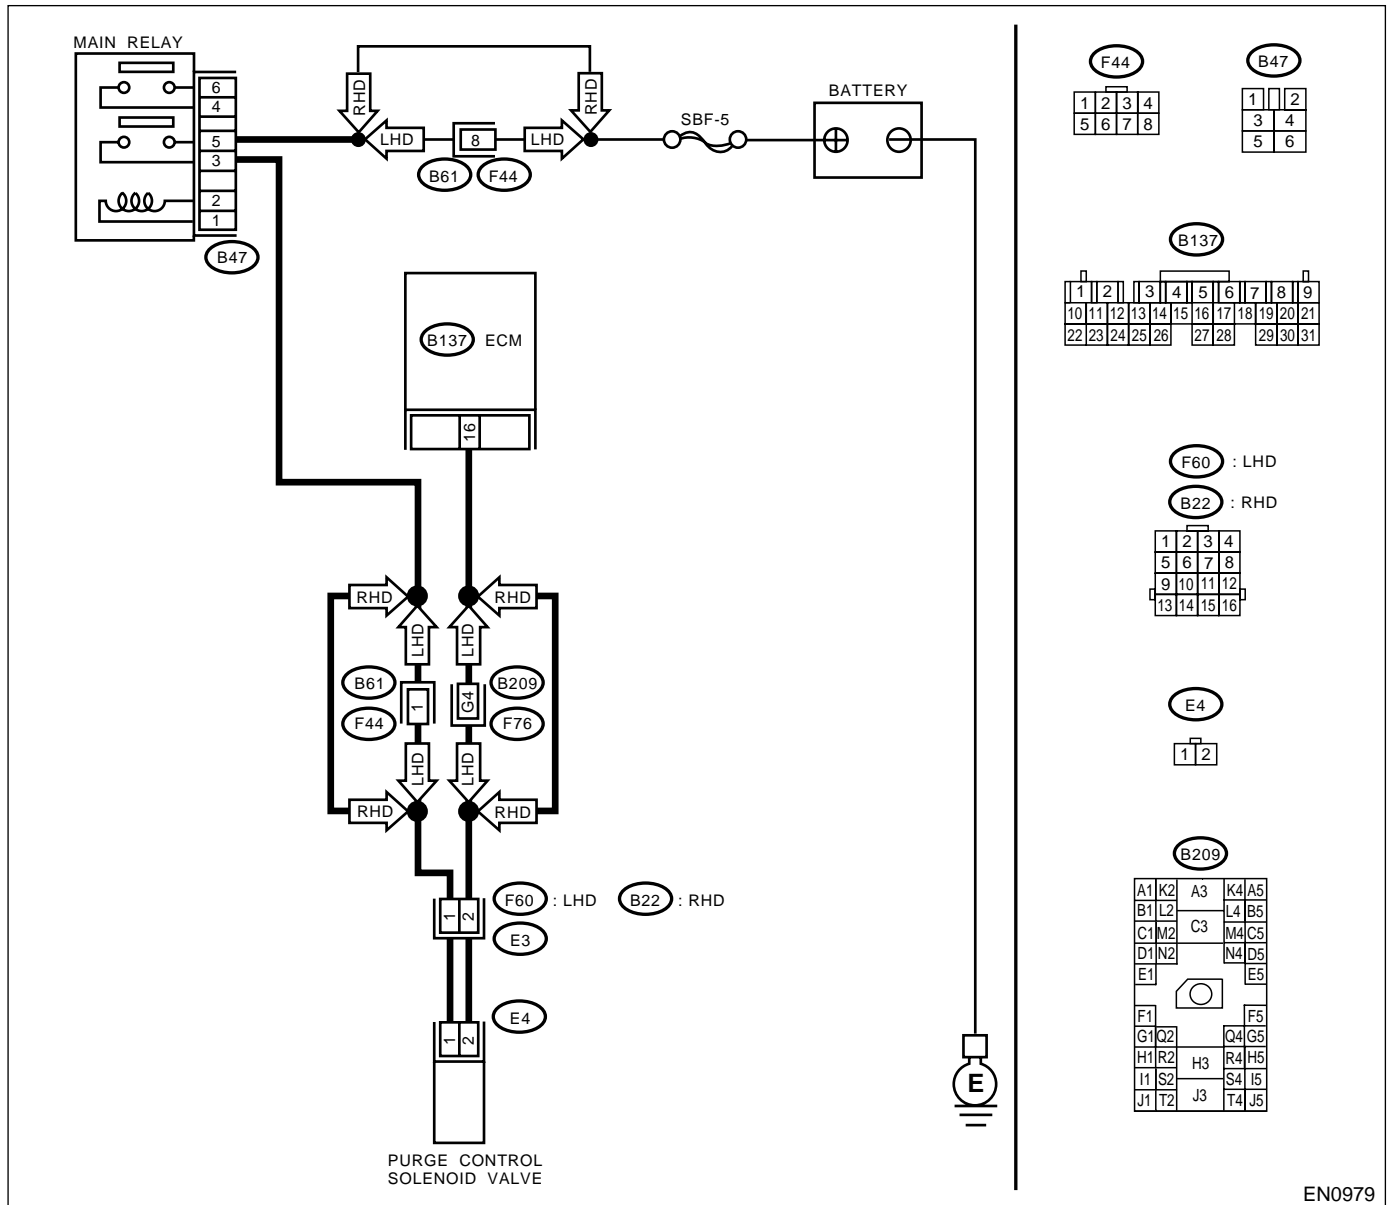 MAIN RELAY
6
4
5
3
2
1
B47
RHD
RHD
LHD
8
LHD
B61
F44
SBF-5
BATTERY
B137
ECM
16
RHD
RHD
LHD
LHD
B61
F44
1
G4
B209
F76
LHD
LHD
RHD
RHD
F60 : LHD
B22 : RHD
1 2
E3
E4
1 2
PURGE CONTROL
SOLENOID VALVE
E
F44
1 2 3 4
5 6 7 8
B47
1 2
3 4
5 6
B137
1 2 3 4 5 6 7 8 9
10 11 12 13 14 15 16 17 18 19 20 21
22 23 24 25 26 27 28 29 30 31
F60 : LHD
B22 : RHD
1 2 3 4
5 6 7 8
9 10 11 12
13 14 15 16
E4
1 2
B209
A1 K2 A3 K4 A5
B1 L2 L4 B5
C1 M2 C3 M4 C5
D1 N2 N4 D5
E1 E5
F1 F5
G1 Q2 Q4 G5
H1 R2 H3 R4 H5
I1 S2 S4 I5
J1 T2 J3 T4 J5
EN0979